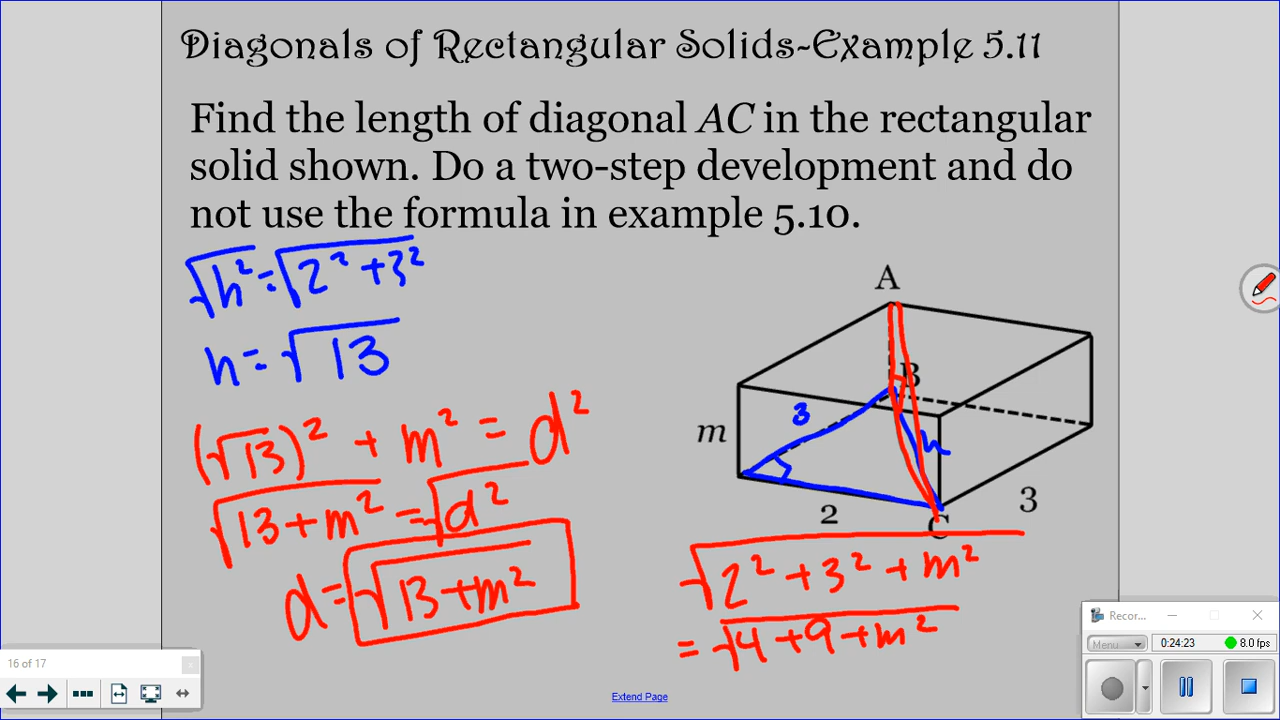 Diagonals of Rectangular Solids-Example 5.11
Find the length of diagonal AC in the rectangular
solid shown. Do a two-step development and do
not use the formula in example 5.10.
√h² = √2² + 3²
h = √13
(√13)² + m² = d²
√13 + m² = √d²
d = √13 + m²
A
B
3
h
m
2
3
C
√2² + 3² + m²
= √4 + 9 + m²
Recor...
Menu
0:24:23
8.0 fps
16 of 17
x
Extend Page